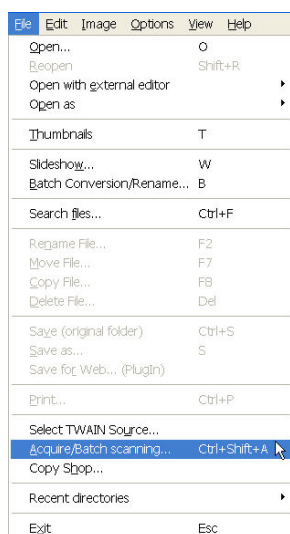 File Edit Image Options View Help
Open... O
Reopen Shift+R
Open with external editor
Open as
Thumbnails T
Slideshow... W
Batch Conversion/Rename... B
Search files... Ctrl+F
Rename File... F2
Move File... F7
Copy File... F8
Delete File... Del
Save (original folder) Ctrl+S
Save as... S
Save for Web... (PlugIn)
Print... Ctrl+P
Select TWAIN Source...
Acquire/Batch scanning... Ctrl+Shift+A
Copy Shop...
Recent directories
Exit Esc